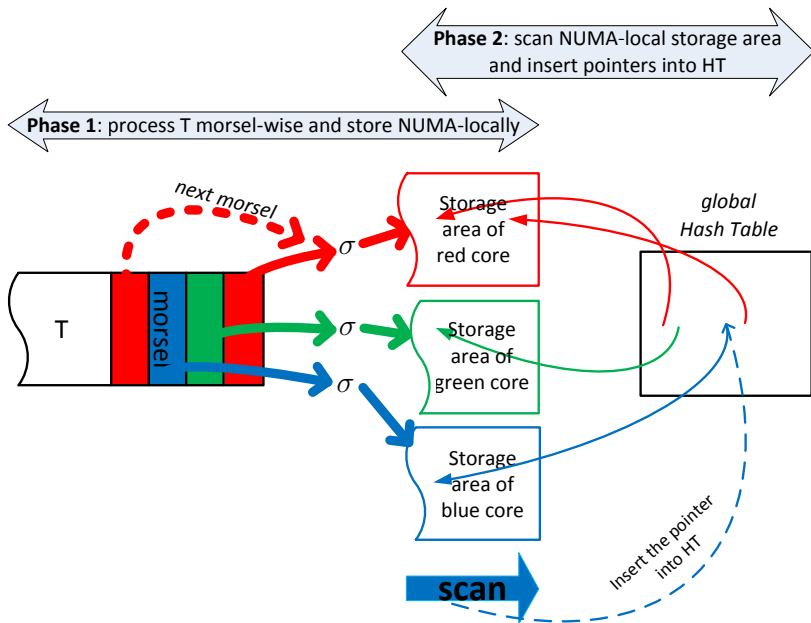 Phase 2: scan NUMA-local storage area
and insert pointers into HT
Phase 1: process T morsel-wise and store NUMA-locally
next morsel
σ
Storage
area of
red core
global
Hash Table
T
morsel
σ
Storage
area of
green core
σ
Storage
area of
blue core
Insert the pointer
into HT
scan